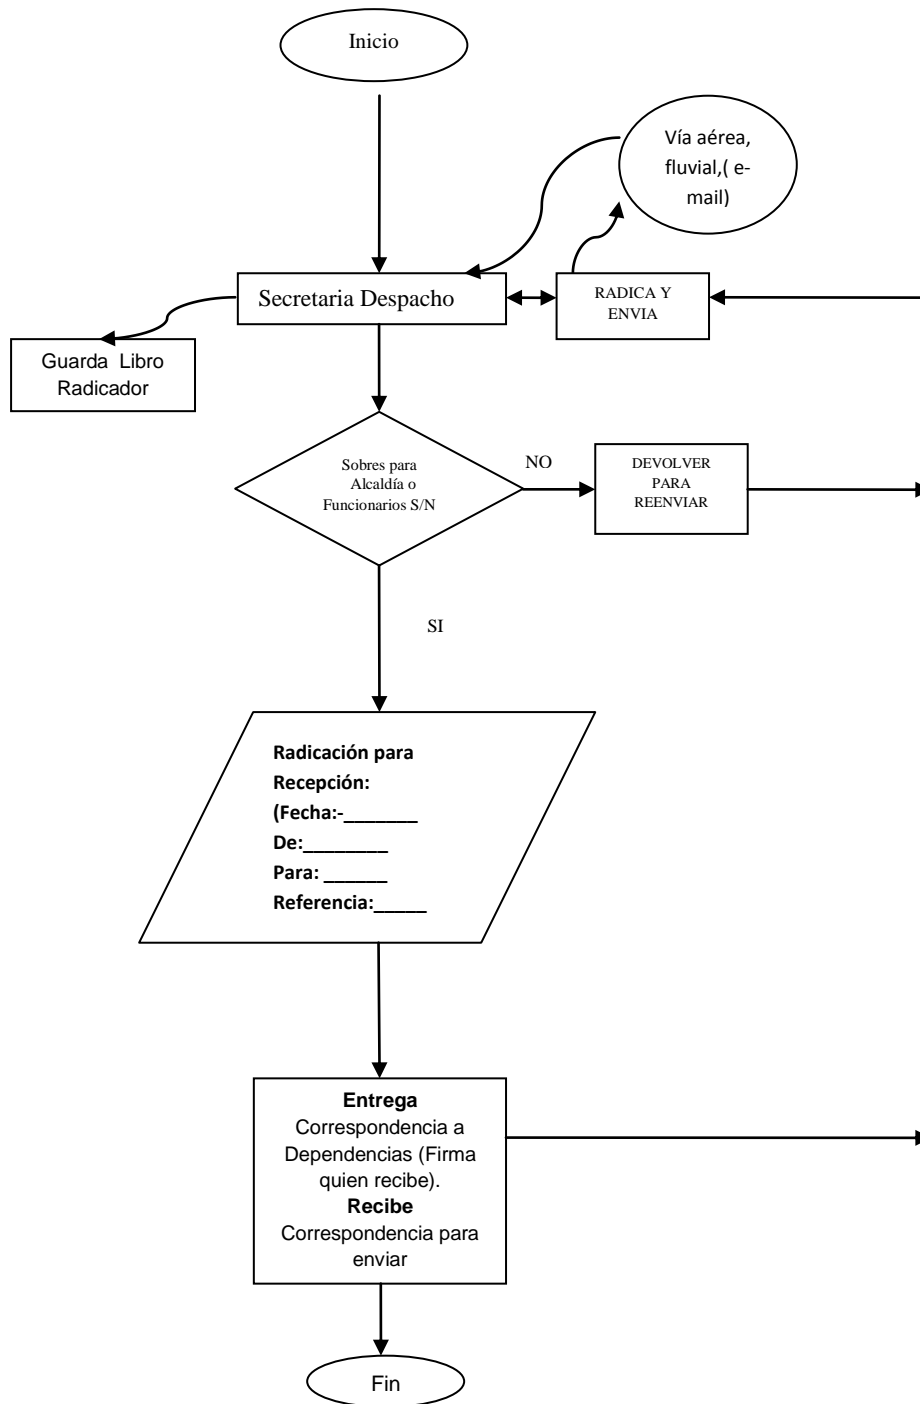 Inicio
Vía aérea,
fluvial,( e-
mail)
Secretaria Despacho
RADICA Y
ENVIA
Guarda Libro
Radicador
Sobres para
Alcaldía o
Funcionarios S/N
NO
DEVOLVER
PARA
REENVIAR
SI
Radicación para
Recepción:
(Fecha:-_______
De:________
Para: ______
Referencia:_____
Entrega
Correspondencia a
Dependencias (Firma
quien recibe).
Recibe
Correspondencia para
enviar
Fin